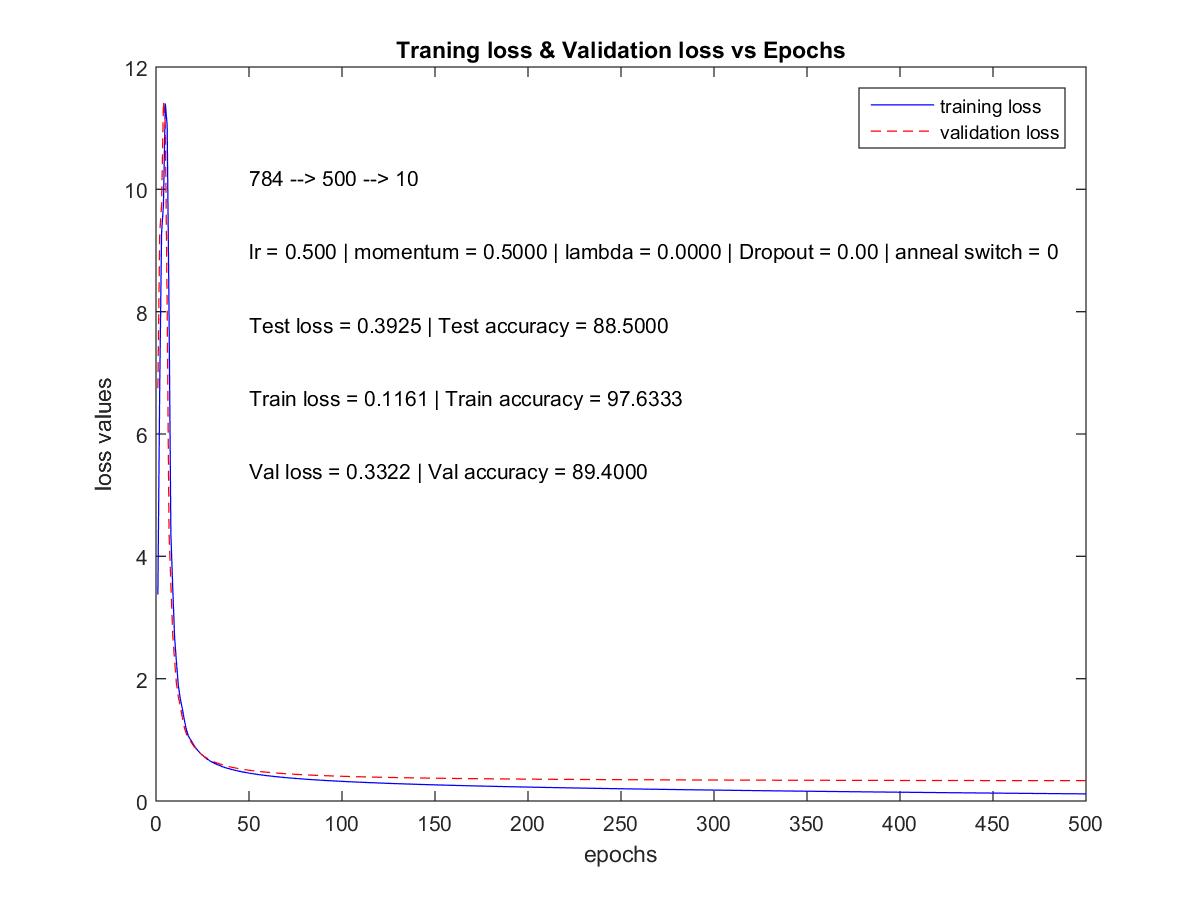 Traning loss & Validation loss vs Epochs
12
training loss
validation loss
784 --> 500 --> 10
10
lr = 0.500 | momentum = 0.5000 | lambda = 0.0000 | Dropout = 0.00 | anneal switch = 0
8
Test loss = 0.3925 | Test accuracy = 88.5000
Train loss = 0.1161 | Train accuracy = 97.6333
loss values
6
Val loss = 0.3322 | Val accuracy = 89.4000
4
2
0
0 50 100 150 200 250 300 350 400 450 500
epochs